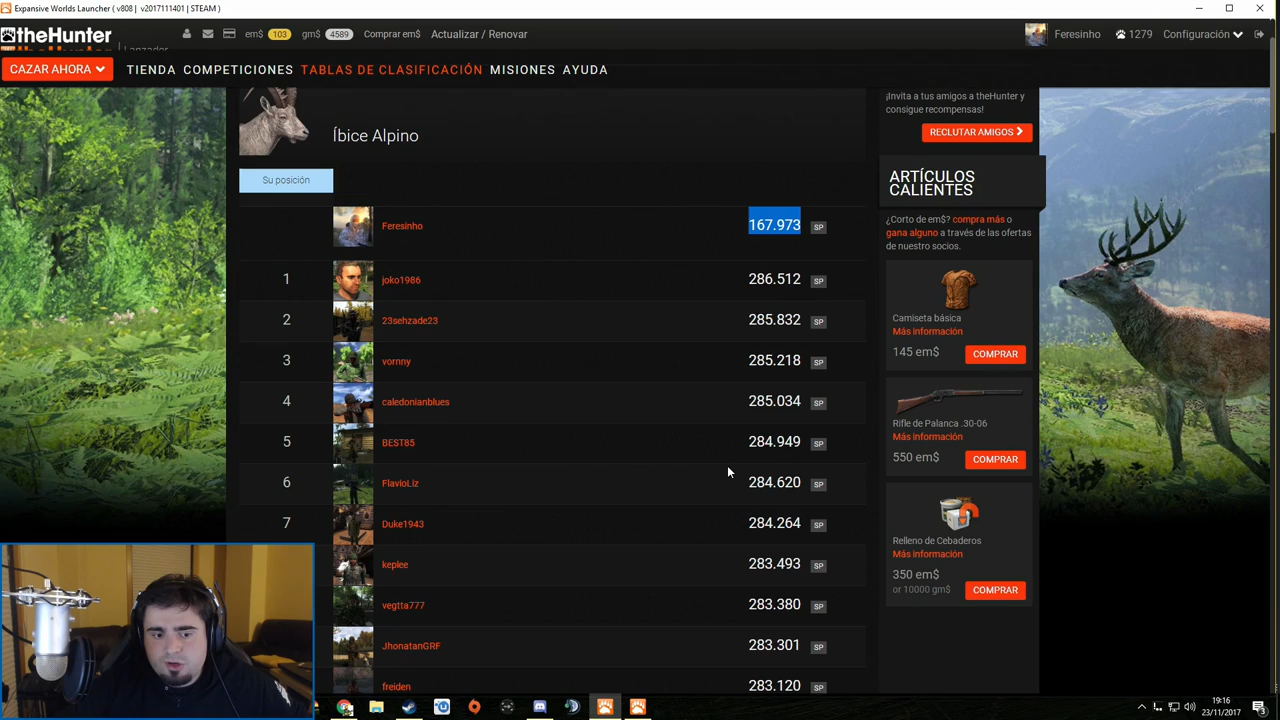 Expansive Worlds Launcher ( v808 | v2017111401 | STEAM )
theHunter
em$ 103 gm$ 4589 Comprar em$ Actualizar / Renovar
Feresinho 1279 Configuración
Lanzador
CAZAR AHORA TIENDA COMPETICIONES TABLAS DE CLASIFICACIÓN MISIONES AYUDA
Íbice Alpino
Su posición
Feresinho 167.973 SP
1 joko1986 286.512 SP
2 23sehzade23 285.832 SP
3 vornny 285.218 SP
4 caledonianblues 285.034 SP
5 BEST85 284.949 SP
6 FlavioLiz 284.620 SP
7 Duke1943 284.264 SP
keplee 283.493 SP
vegtta777 283.380 SP
JhonatanGRF 283.301 SP
freiden 283.120 SP
¡Invita a tus amigos a theHunter y
consigue recompensas!
RECLUTAR AMIGOS
ARTÍCULOS
CALIENTES
¿Corto de em$? compra más o
gana alguno a través de las ofertas
de nuestro socios.
Camiseta básica
Más información
145 em$ COMPRAR
Rifle de Palanca .30-06
Más información
550 em$ COMPRAR
Relleno de Cebaderos
Más información
350 em$
or 10000 gm$
COMPRAR
19:16
23/11/2017
3